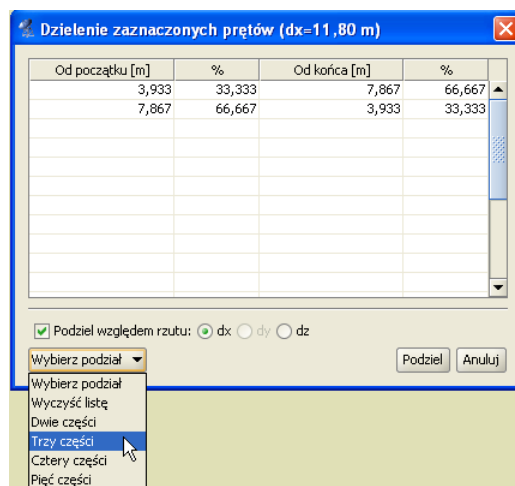 Dzielenie zaznaczonych prętów (dx=11,80 m)
Od początku [m] % Od końca [m] %
3,933 33,333 7,867 66,667
7,867 66,667 3,933 33,333
Podziel względem rzutu: dx dy dz
Wybierz podział Podziel Anuluj
Wybierz podział
Wyczyść listę
Dwie części
Trzy części
Cztery części
Pięć części